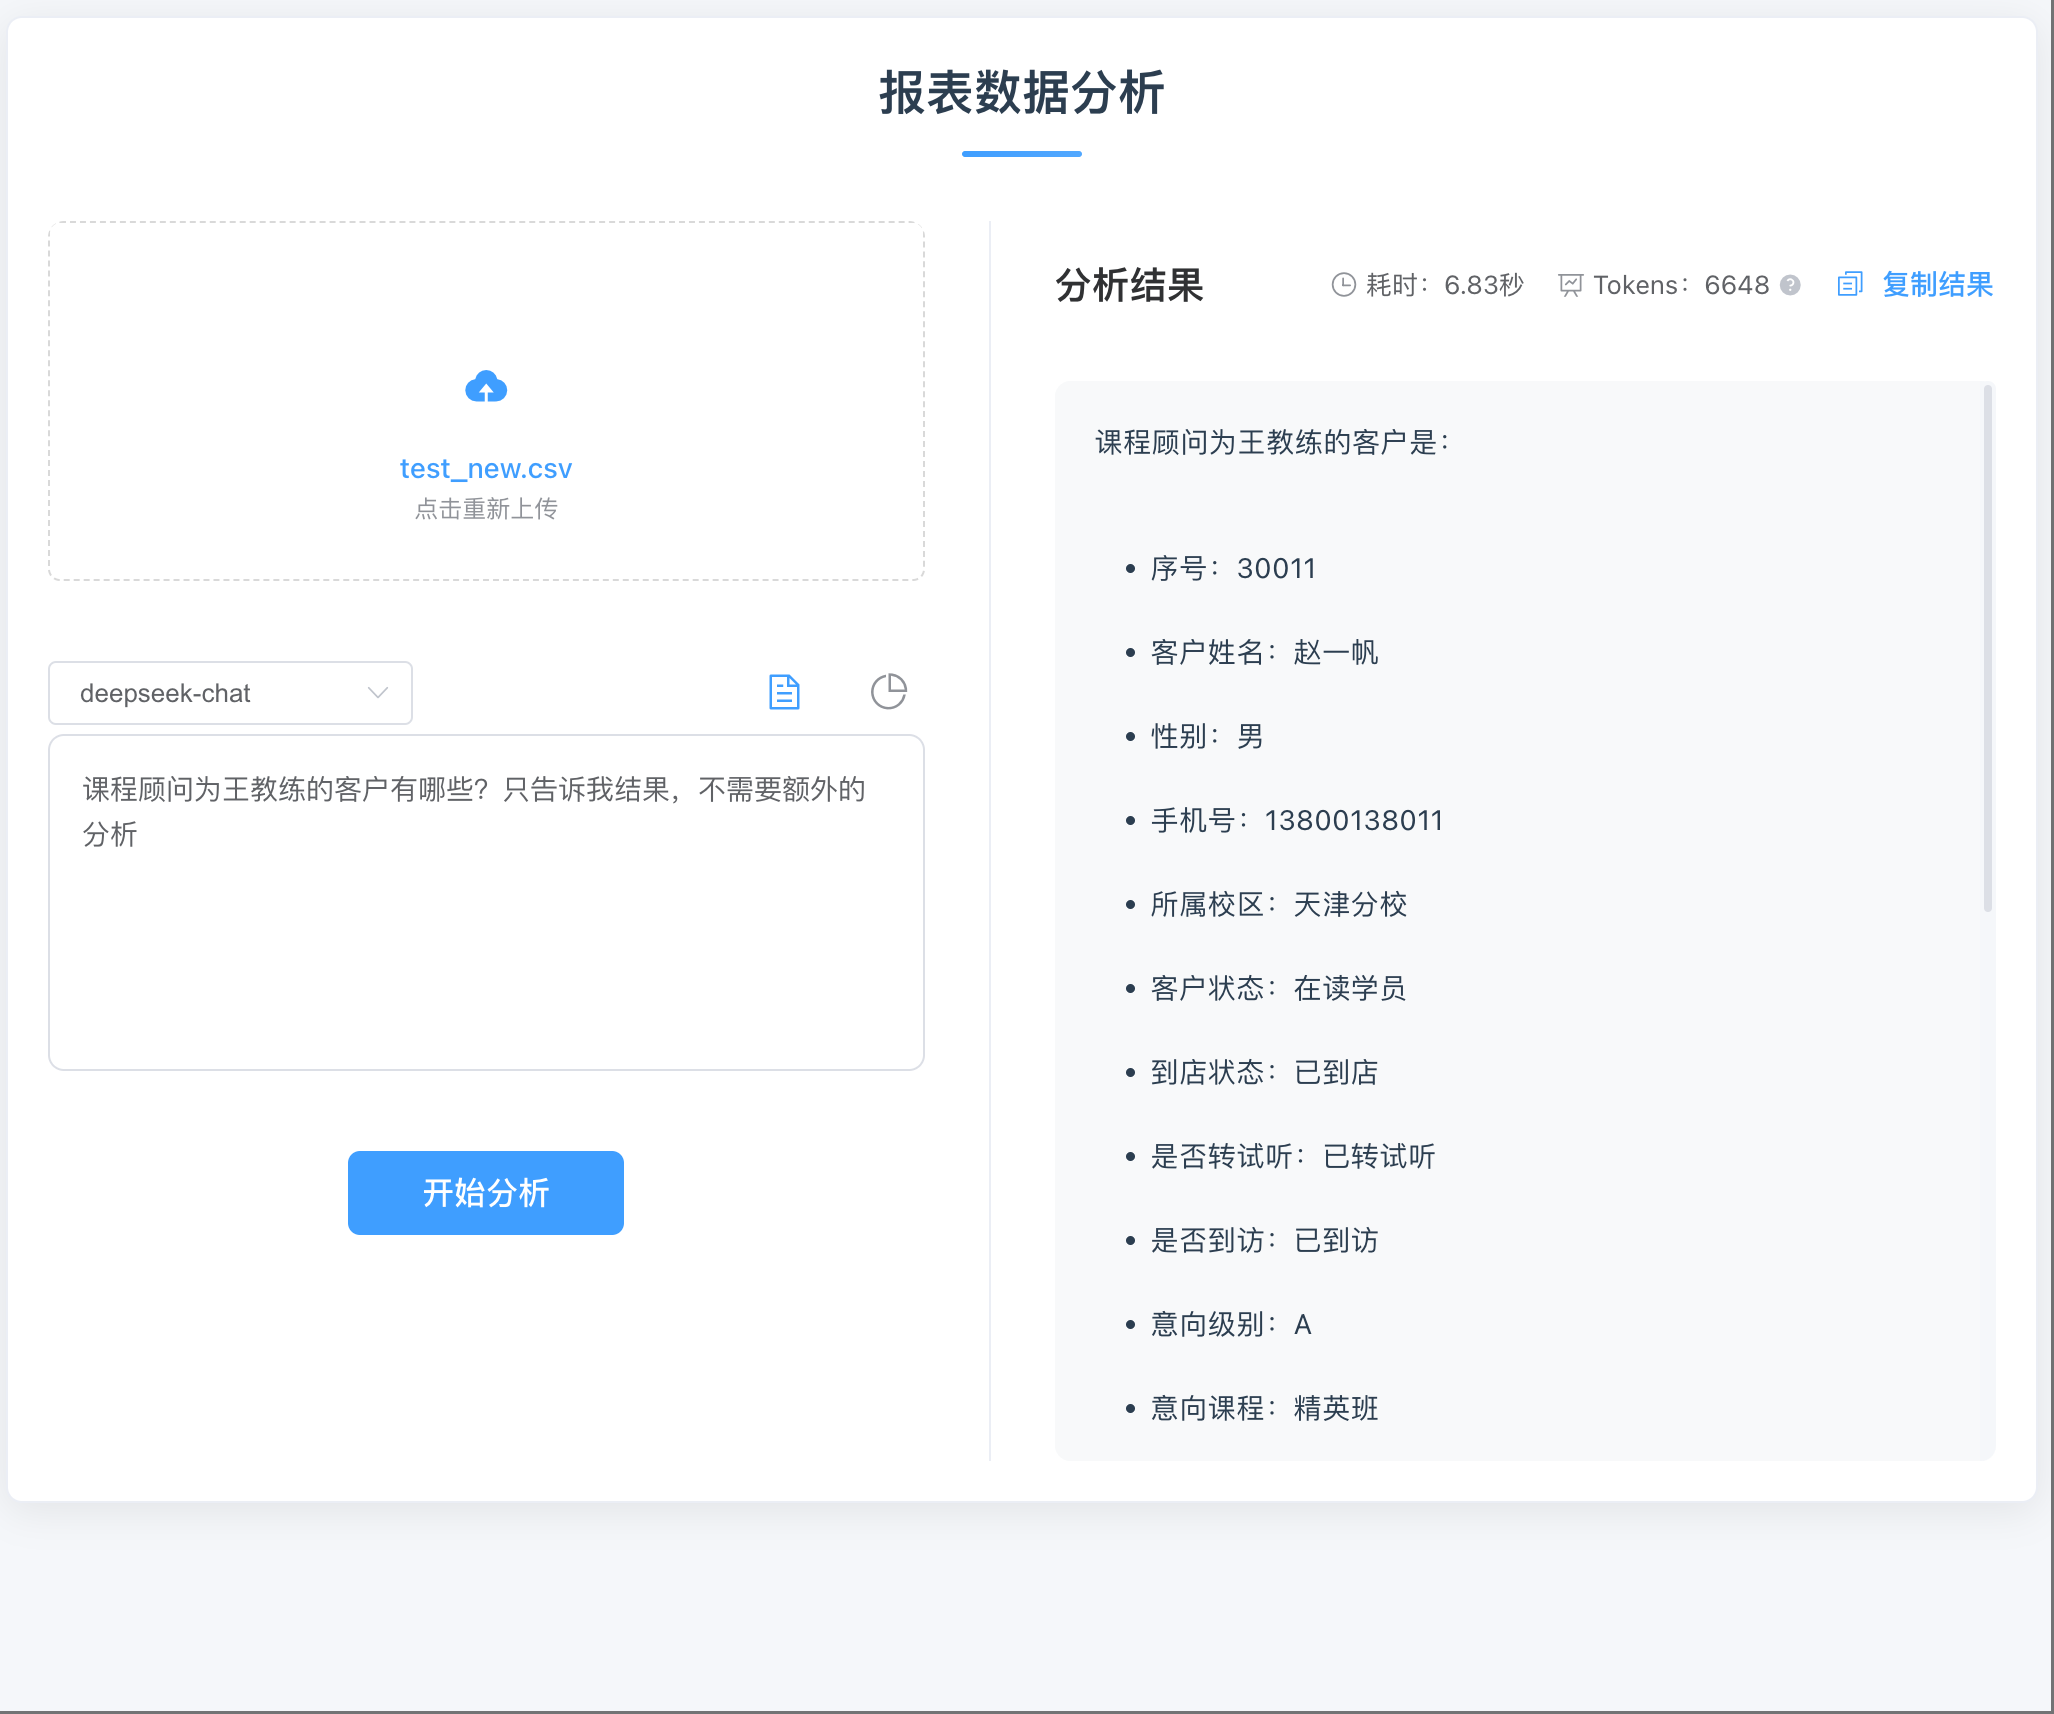 报表数据分析
test_new.csv
点击重新上传
deepseek-chat
课程顾问为王教练的客户有哪些？只告诉我结果，不需要额外的
分析
开始分析
分析结果
耗时：6.83秒
Tokens：6648
复制结果
课程顾问为王教练的客户是：
• 序号：30011
• 客户姓名：赵一帆
• 性别：男
• 手机号：13800138011
• 所属校区：天津分校
• 客户状态：在读学员
• 到店状态：已到店
• 是否转试听：已转试听
• 是否到访：已到访
• 意向级别：A
• 意向课程：精英班